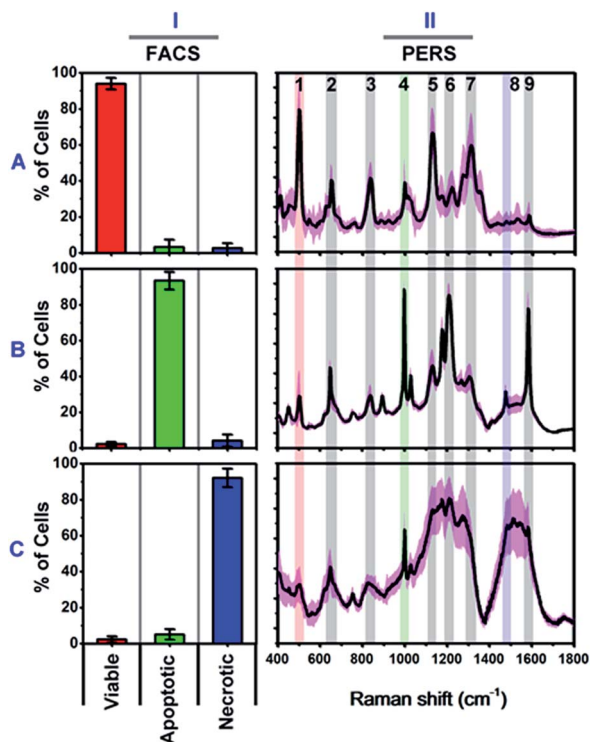 I II
FACS PERS
A
% of Cells
100
80
60
40
20
0
1 2 3 4 5 6 7 8 9
B
% of Cells
100
80
60
40
20
0
C
% of Cells
100
80
60
40
20
0
Viable
Apoptotic
Necrotic
400 600 800 1000 1200 1400 1600 1800
Raman shift (cm⁻¹)